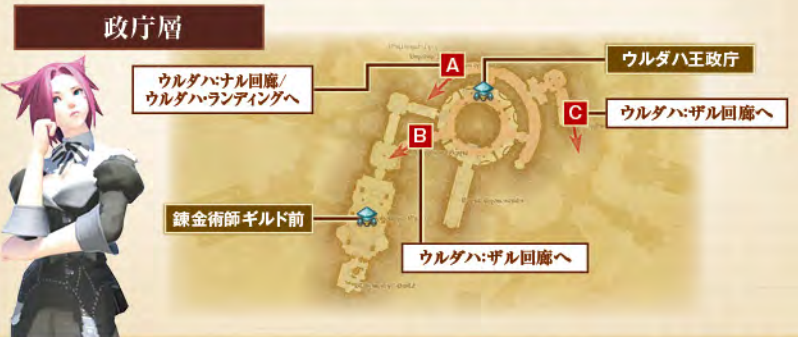 政庁層
A
ウルダハ王政庁
ウルダハ:ナル回廊/
ウルダハ・ランディングへ
C
ウルダハ:ザル回廊へ
B
錬金術師ギルド前
ウルダハ:ザル回廊へ